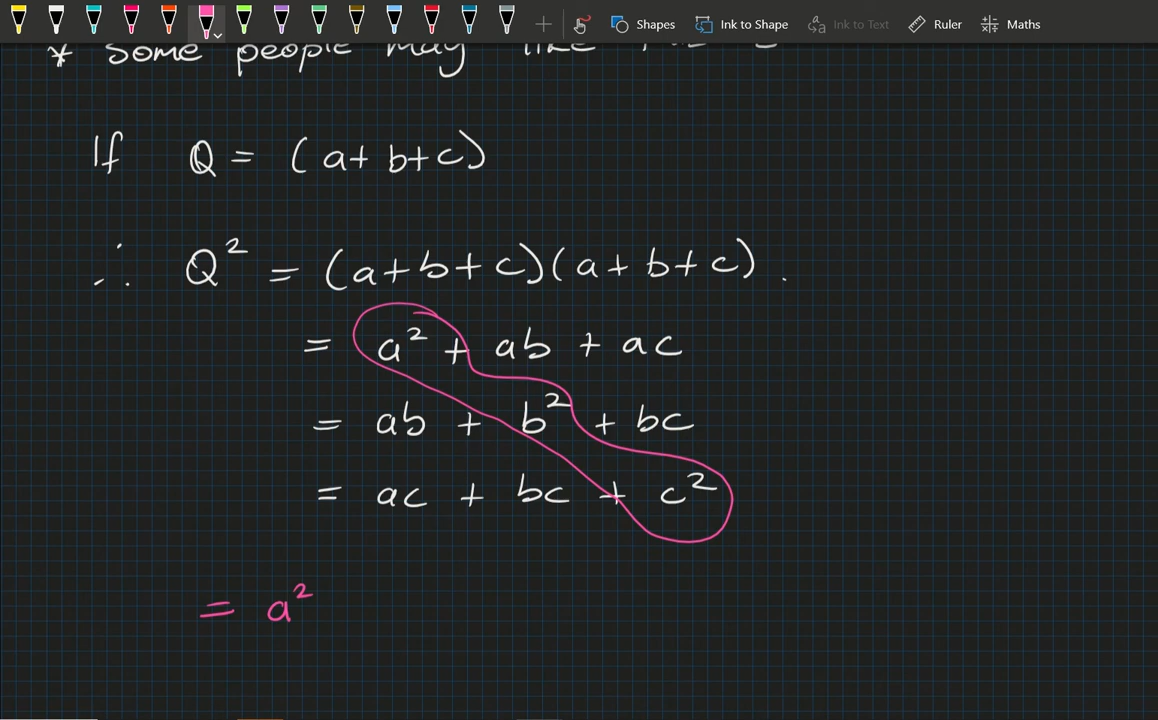 Shapes Ink to Shape Ink to Text Ruler Maths
* Some people may like
If Q = (a+b+c)
∴ Q² = (a+b+c)(a+b+c).
= a² + ab + ac
= ab + b² + bc
= ac + bc + c²
= a²